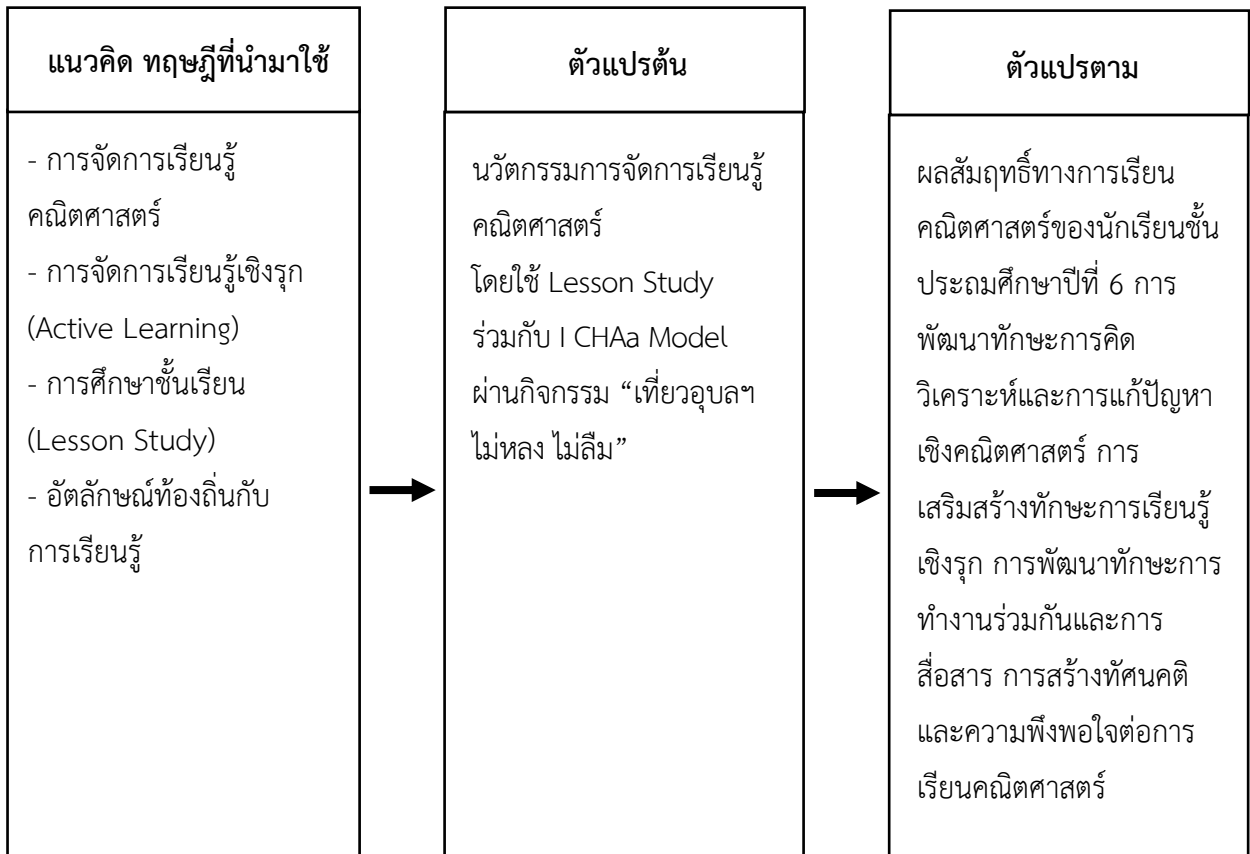 แนวคิด ทฤษฎีที่นำมาใช้
- การจัดการเรียนรู้
คณิตศาสตร์
- การจัดการเรียนรู้เชิงรุก
(Active Learning)
- การศึกษาชั้นเรียน
(Lesson Study)
- อัตลักษณ์ท้องถิ่นกับ
การเรียนรู้
ตัวแปรต้น
นวัตกรรมการจัดการเรียนรู้
คณิตศาสตร์
โดยใช้ Lesson Study
ร่วมกับ I CHAa Model
ผ่านกิจกรรม “เที่ยวอุบลฯ
ไม่หลง ไม่ลืม”
ตัวแปรตาม
ผลสัมฤทธิ์ทางการเรียน
คณิตศาสตร์ของนักเรียนชั้น
ประถมศึกษาปีที่ 6 การ
พัฒนาทักษะการคิด
วิเคราะห์และการแก้ปัญหา
เชิงคณิตศาสตร์ การ
เสริมสร้างทักษะการเรียนรู้
เชิงรุก การพัฒนาทักษะการ
ทำงานร่วมกันและการ
สื่อสาร การสร้างทัศนคติ
และความพึงพอใจต่อการ
เรียนคณิตศาสตร์